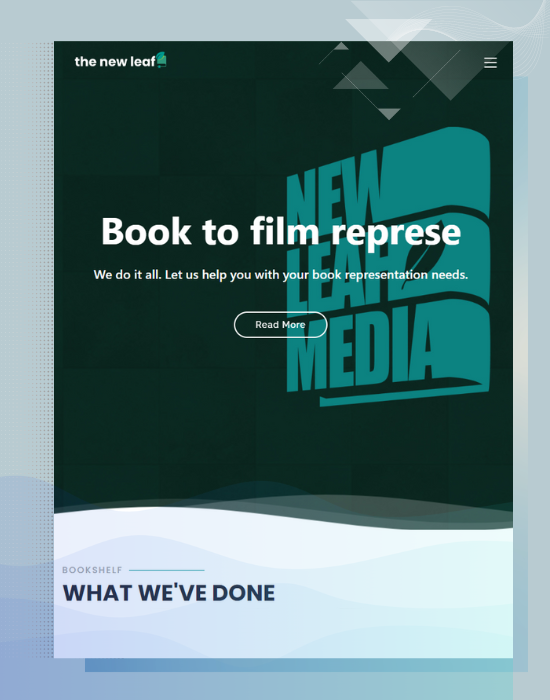 the new leaf
NEW
LEAF
MEDIA
Book to film represe
We do it all. Let us help you with your book representation needs.
Read More
BOOKSHELF
WHAT WE'VE DONE